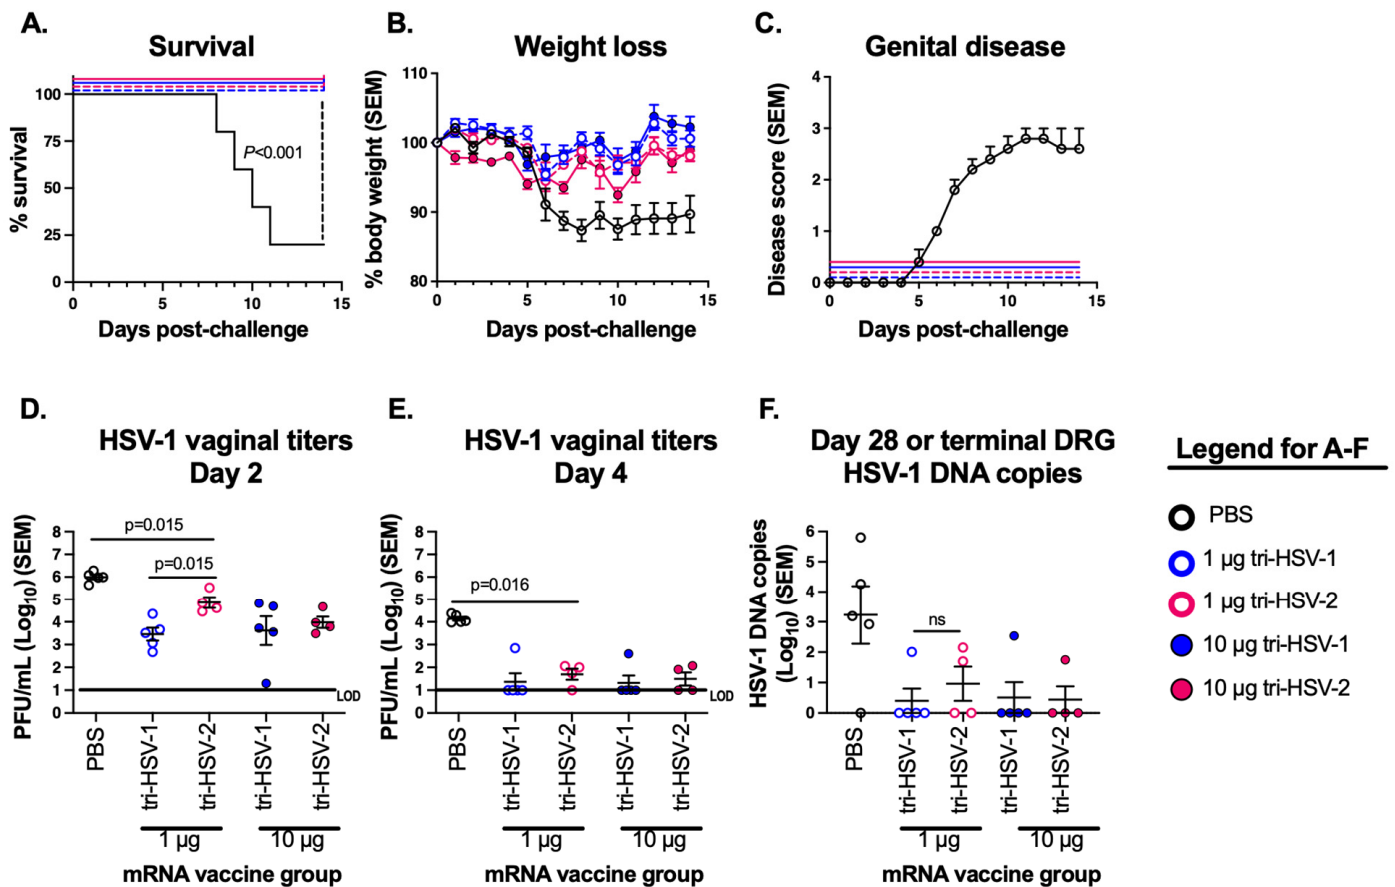 A.
Survival
% survival
100
75
50
25
0
P<0.001
0 5 10 15
Days post-challenge
B.
Weight loss
% body weight (SEM)
110
100
90
80
0 5 10 15
Days post-challenge
C.
Genital disease
Disease score (SEM)
4
3
2
1
0
0 5 10 15
Days post-challenge
D.
HSV-1 vaginal titers
Day 2
PFU/mL (Log10) (SEM)
8
7
6
5
4
3
2
1
0
p=0.015
p=0.015
LOD
PBS
tri-HSV-1
tri-HSV-2
tri-HSV-1
tri-HSV-2
1 µg
10 µg
mRNA vaccine group
E.
HSV-1 vaginal titers
Day 4
PFU/mL (Log10) (SEM)
8
7
6
5
4
3
2
1
0
p=0.016
LOD
PBS
tri-HSV-1
tri-HSV-2
tri-HSV-1
tri-HSV-2
1 µg
10 µg
mRNA vaccine group
F.
Day 28 or terminal DRG
HSV-1 DNA copies
HSV-1 DNA copies
(Log10) (SEM)
6
5
4
3
2
1
0
ns
PBS
tri-HSV-1
tri-HSV-2
tri-HSV-1
tri-HSV-2
1 µg
10 µg
mRNA vaccine group
Legend for A-F
PBS
1 µg tri-HSV-1
1 µg tri-HSV-2
10 µg tri-HSV-1
10 µg tri-HSV-2